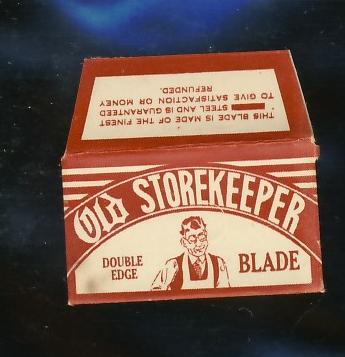 THIS BLADE IS MADE OF THE FINEST
STEEL AND IS GUARANTEED
TO GIVE SATISFACTION OR MONEY
REFUNDED.
Old STOREKEEPER
DOUBLE
EDGE
BLADE